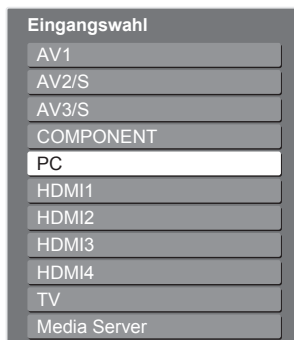 Eingangswahl
AV1
AV2/S
AV3/S
COMPONENT
PC
HDMI1
HDMI2
HDMI3
HDMI4
TV
Media Server